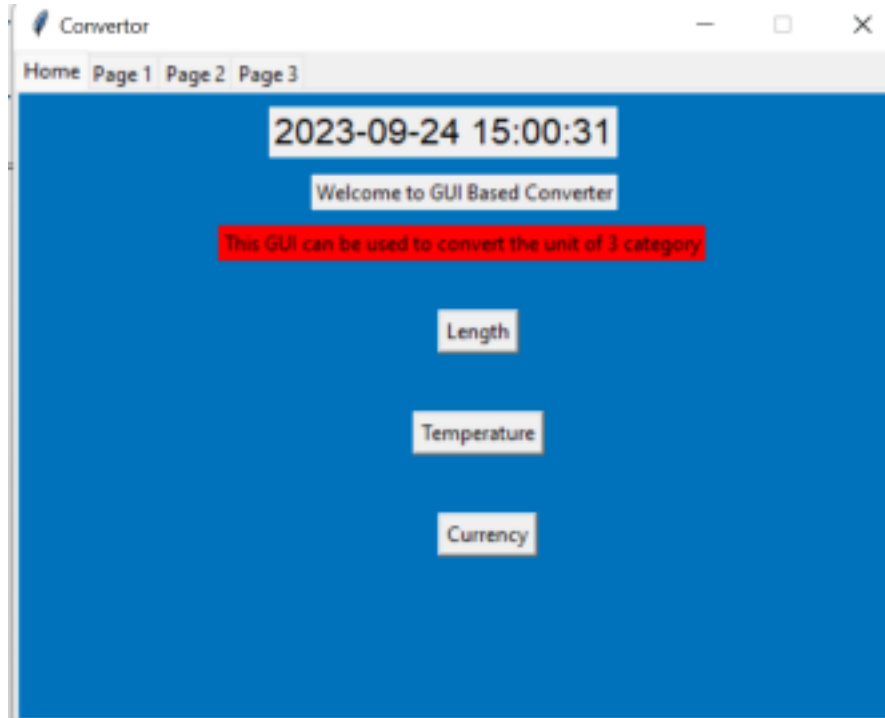 Convertor
Home Page 1 Page 2 Page 3
2023-09-24 15:00:31
Welcome to GUI Based Converter
This GUI can be used to convert the unit of 3 category
Length
Temperature
Currency